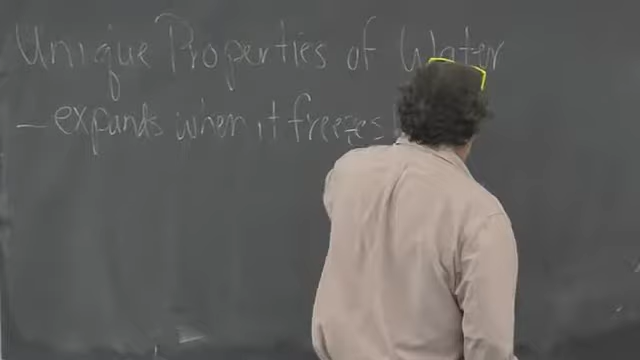 Unique Properties of Water
- expands when it freezes